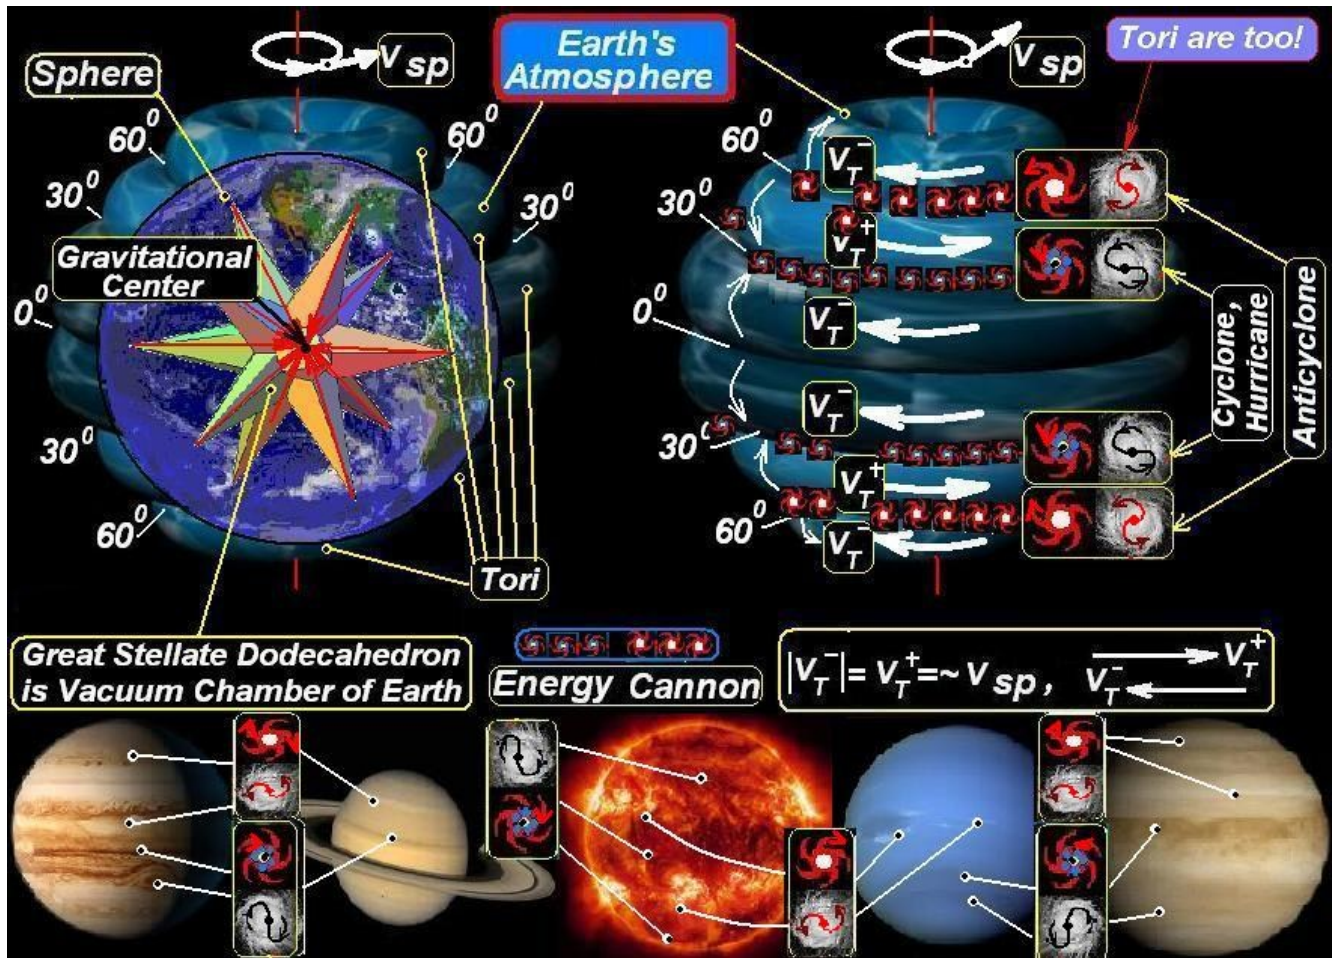 Sphere
V sp
Earth's
Atmosphere
V sp
Tori are too!
60⁰
60⁰
30⁰
30⁰
Gravitational
Center
0⁰
30⁰
60⁰
Tori
60⁰
30⁰
0⁰
30⁰
60⁰
V_T^-
V_T^+
V_T^-
V_T^-
V_T^+
V_T^-
Cyclone,
Hurricane
Anticyclone
Great Stellate Dodecahedron
is Vacuum Chamber of Earth
Energy Cannon
|V_T^-| = V_T^+ =~ V sp , V_T^- V_T^+